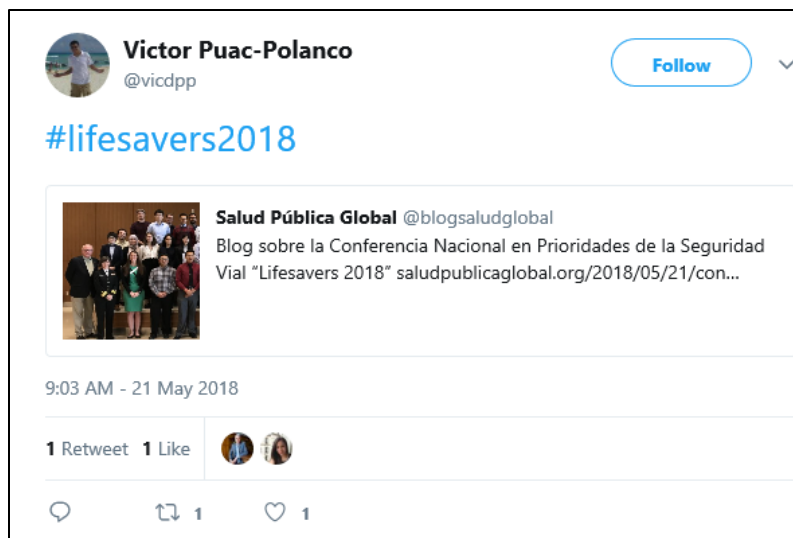 Victor Puac-Polanco
@vicdpp
Follow
#lifesavers2018
Salud Pública Global @blogsaludglobal
Blog sobre la Conferencia Nacional en Prioridades de la Seguridad
Vial “Lifesavers 2018” saludpublicaglobal.org/2018/05/21/con...
9:03 AM - 21 May 2018
1 Retweet 1 Like
1 1